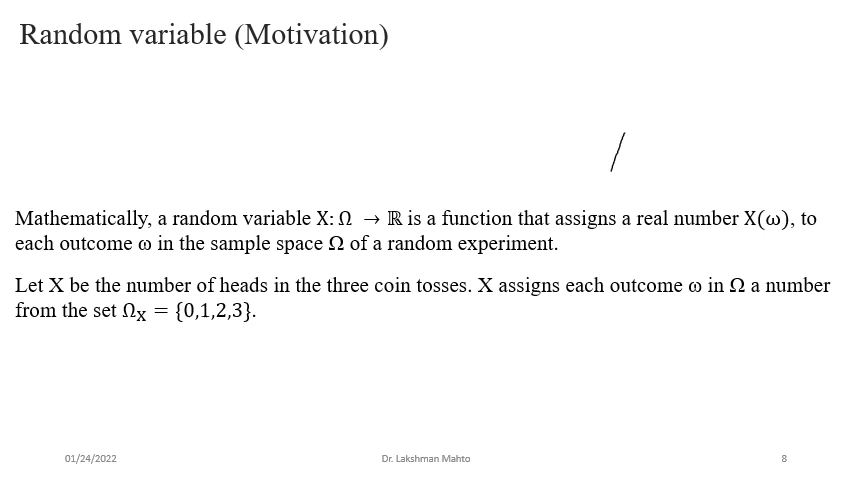 Random variable (Motivation)
Mathematically, a random variable X: Ω → ℝ is a function that assigns a real number X(ω), to
each outcome ω in the sample space Ω of a random experiment.
Let X be the number of heads in the three coin tosses. X assigns each outcome ω in Ω a number
from the set Ω_X = {0,1,2,3}.
01/24/2022 Dr. Lakshman Mahto 8